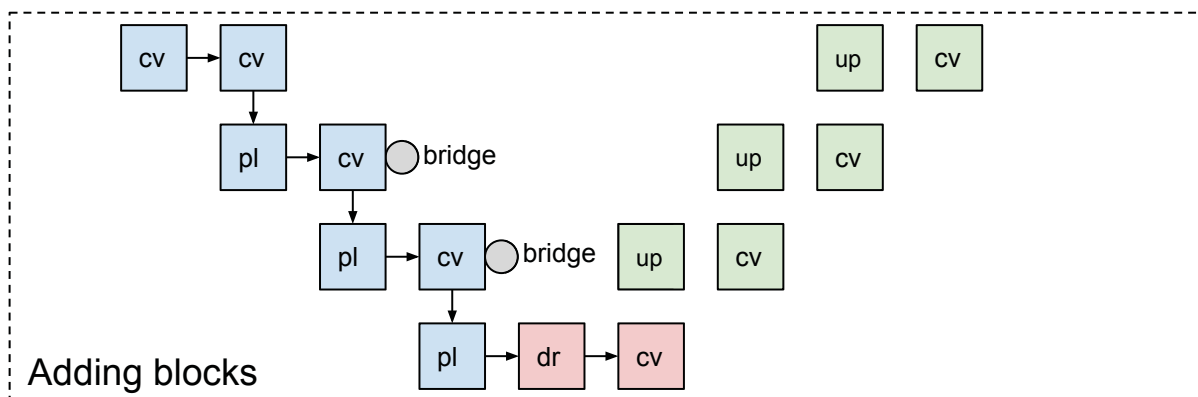 cv cv up cv
pl cv bridge up cv
pl cv bridge up cv
pl dr cv
Adding blocks